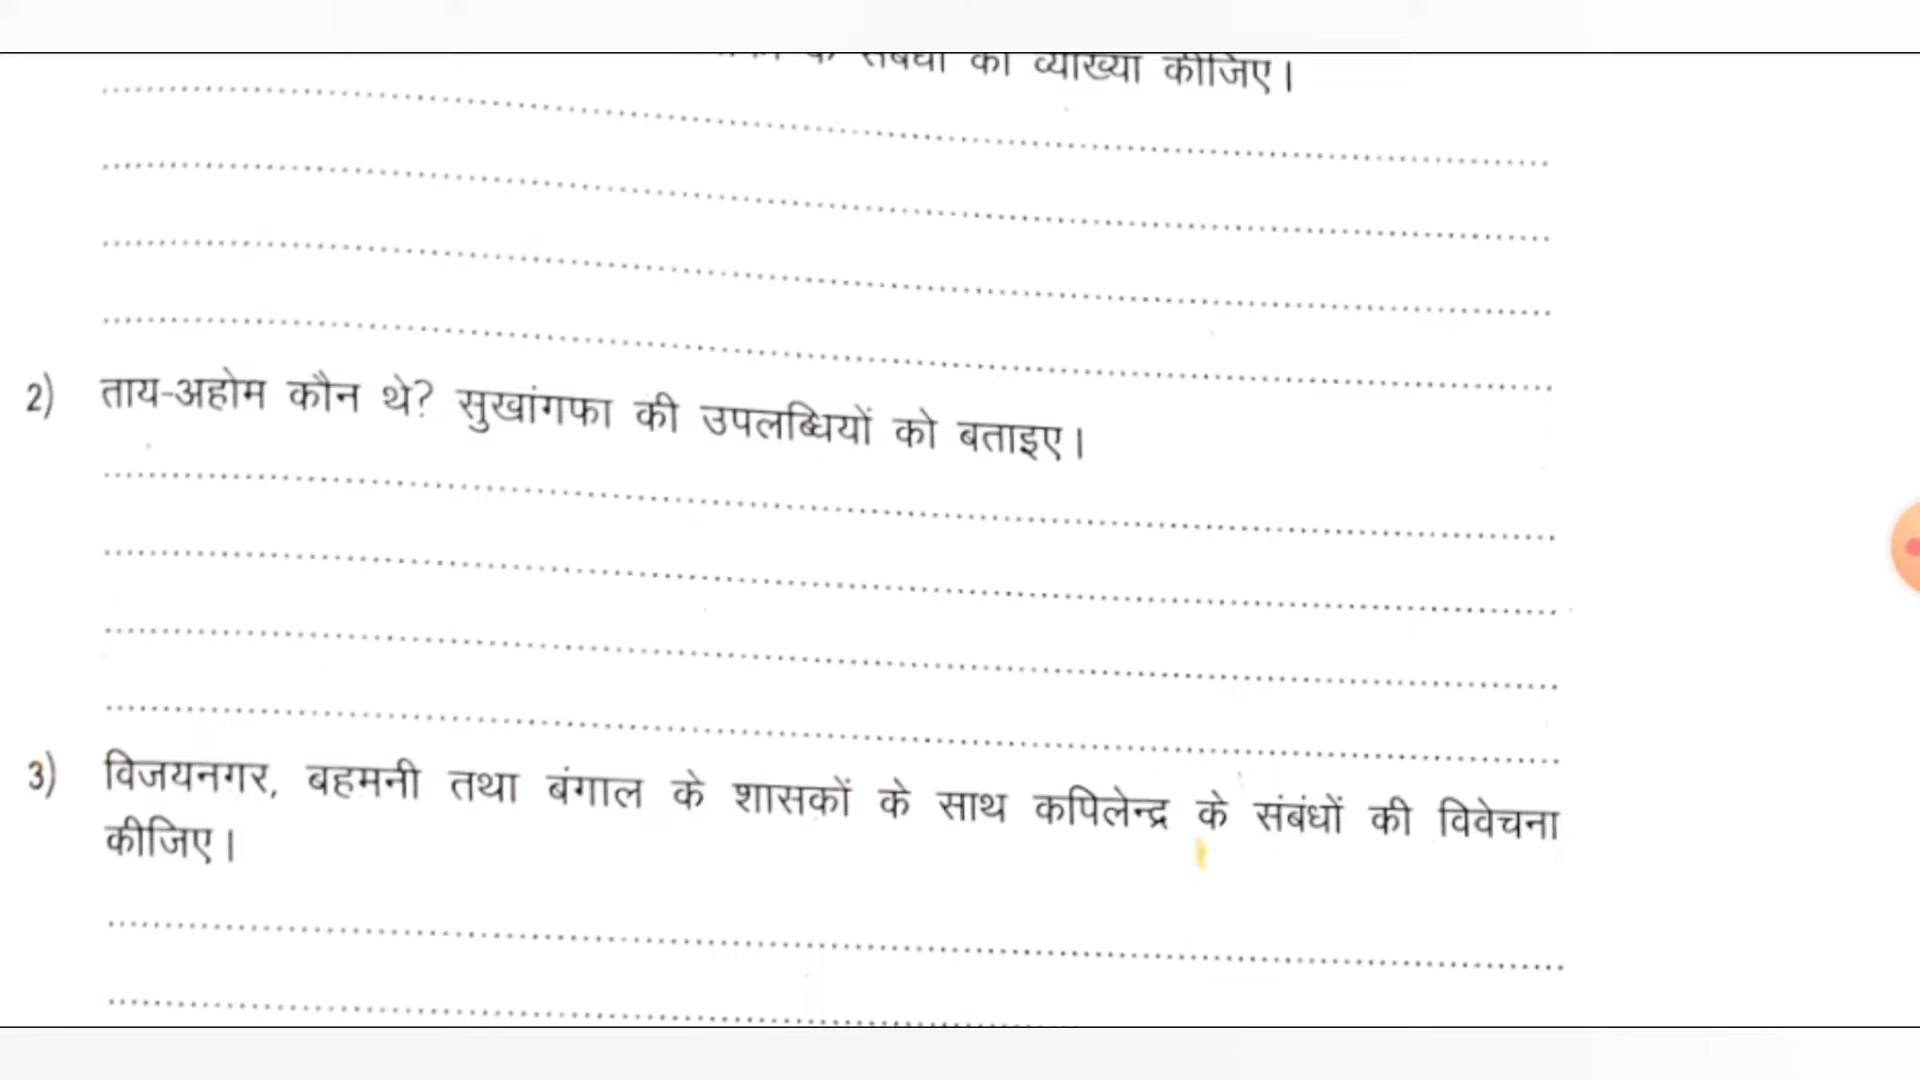 की व्याख्या कीजिए।
2) ताय-अहोम कौन थे? सुखांगफा की उपलब्धियों को बताइए।
3) विजयनगर, बहमनी तथा बंगाल के शासकों के साथ कपिलेन्द्र के संबंधों की विवेचना
कीजिए।